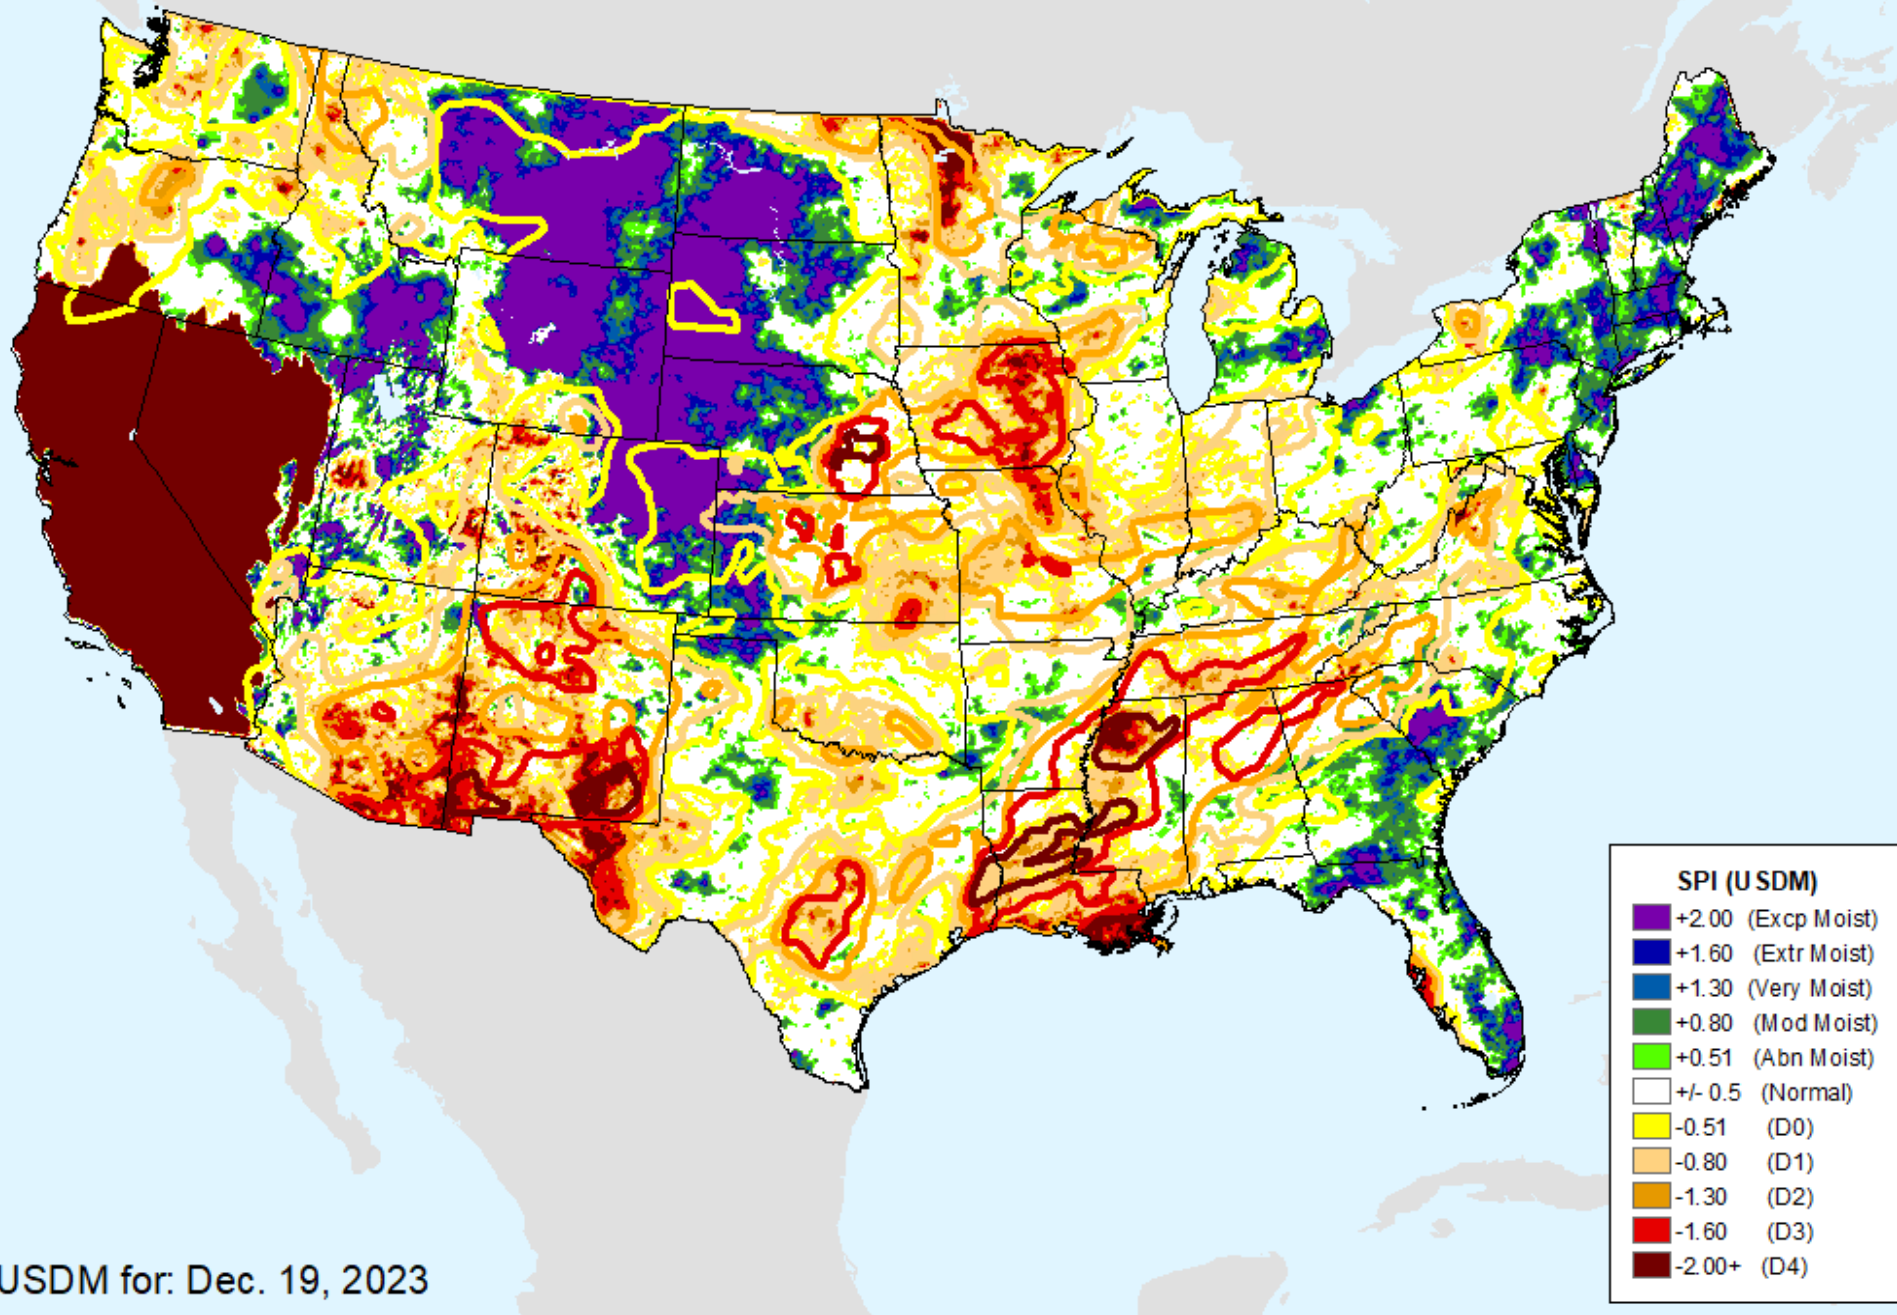 SPI (USDM)
+2.00 (Excp Moist)
+1.60 (Extr Moist)
+1.30 (Very Moist)
+0.80 (Mod Moist)
+0.51 (Abn Moist)
+/- 0.5 (Normal)
-0.51 (D0)
-0.80 (D1)
-1.30 (D2)
-1.60 (D3)
-2.00+ (D4)
USDM for: Dec. 19, 2023